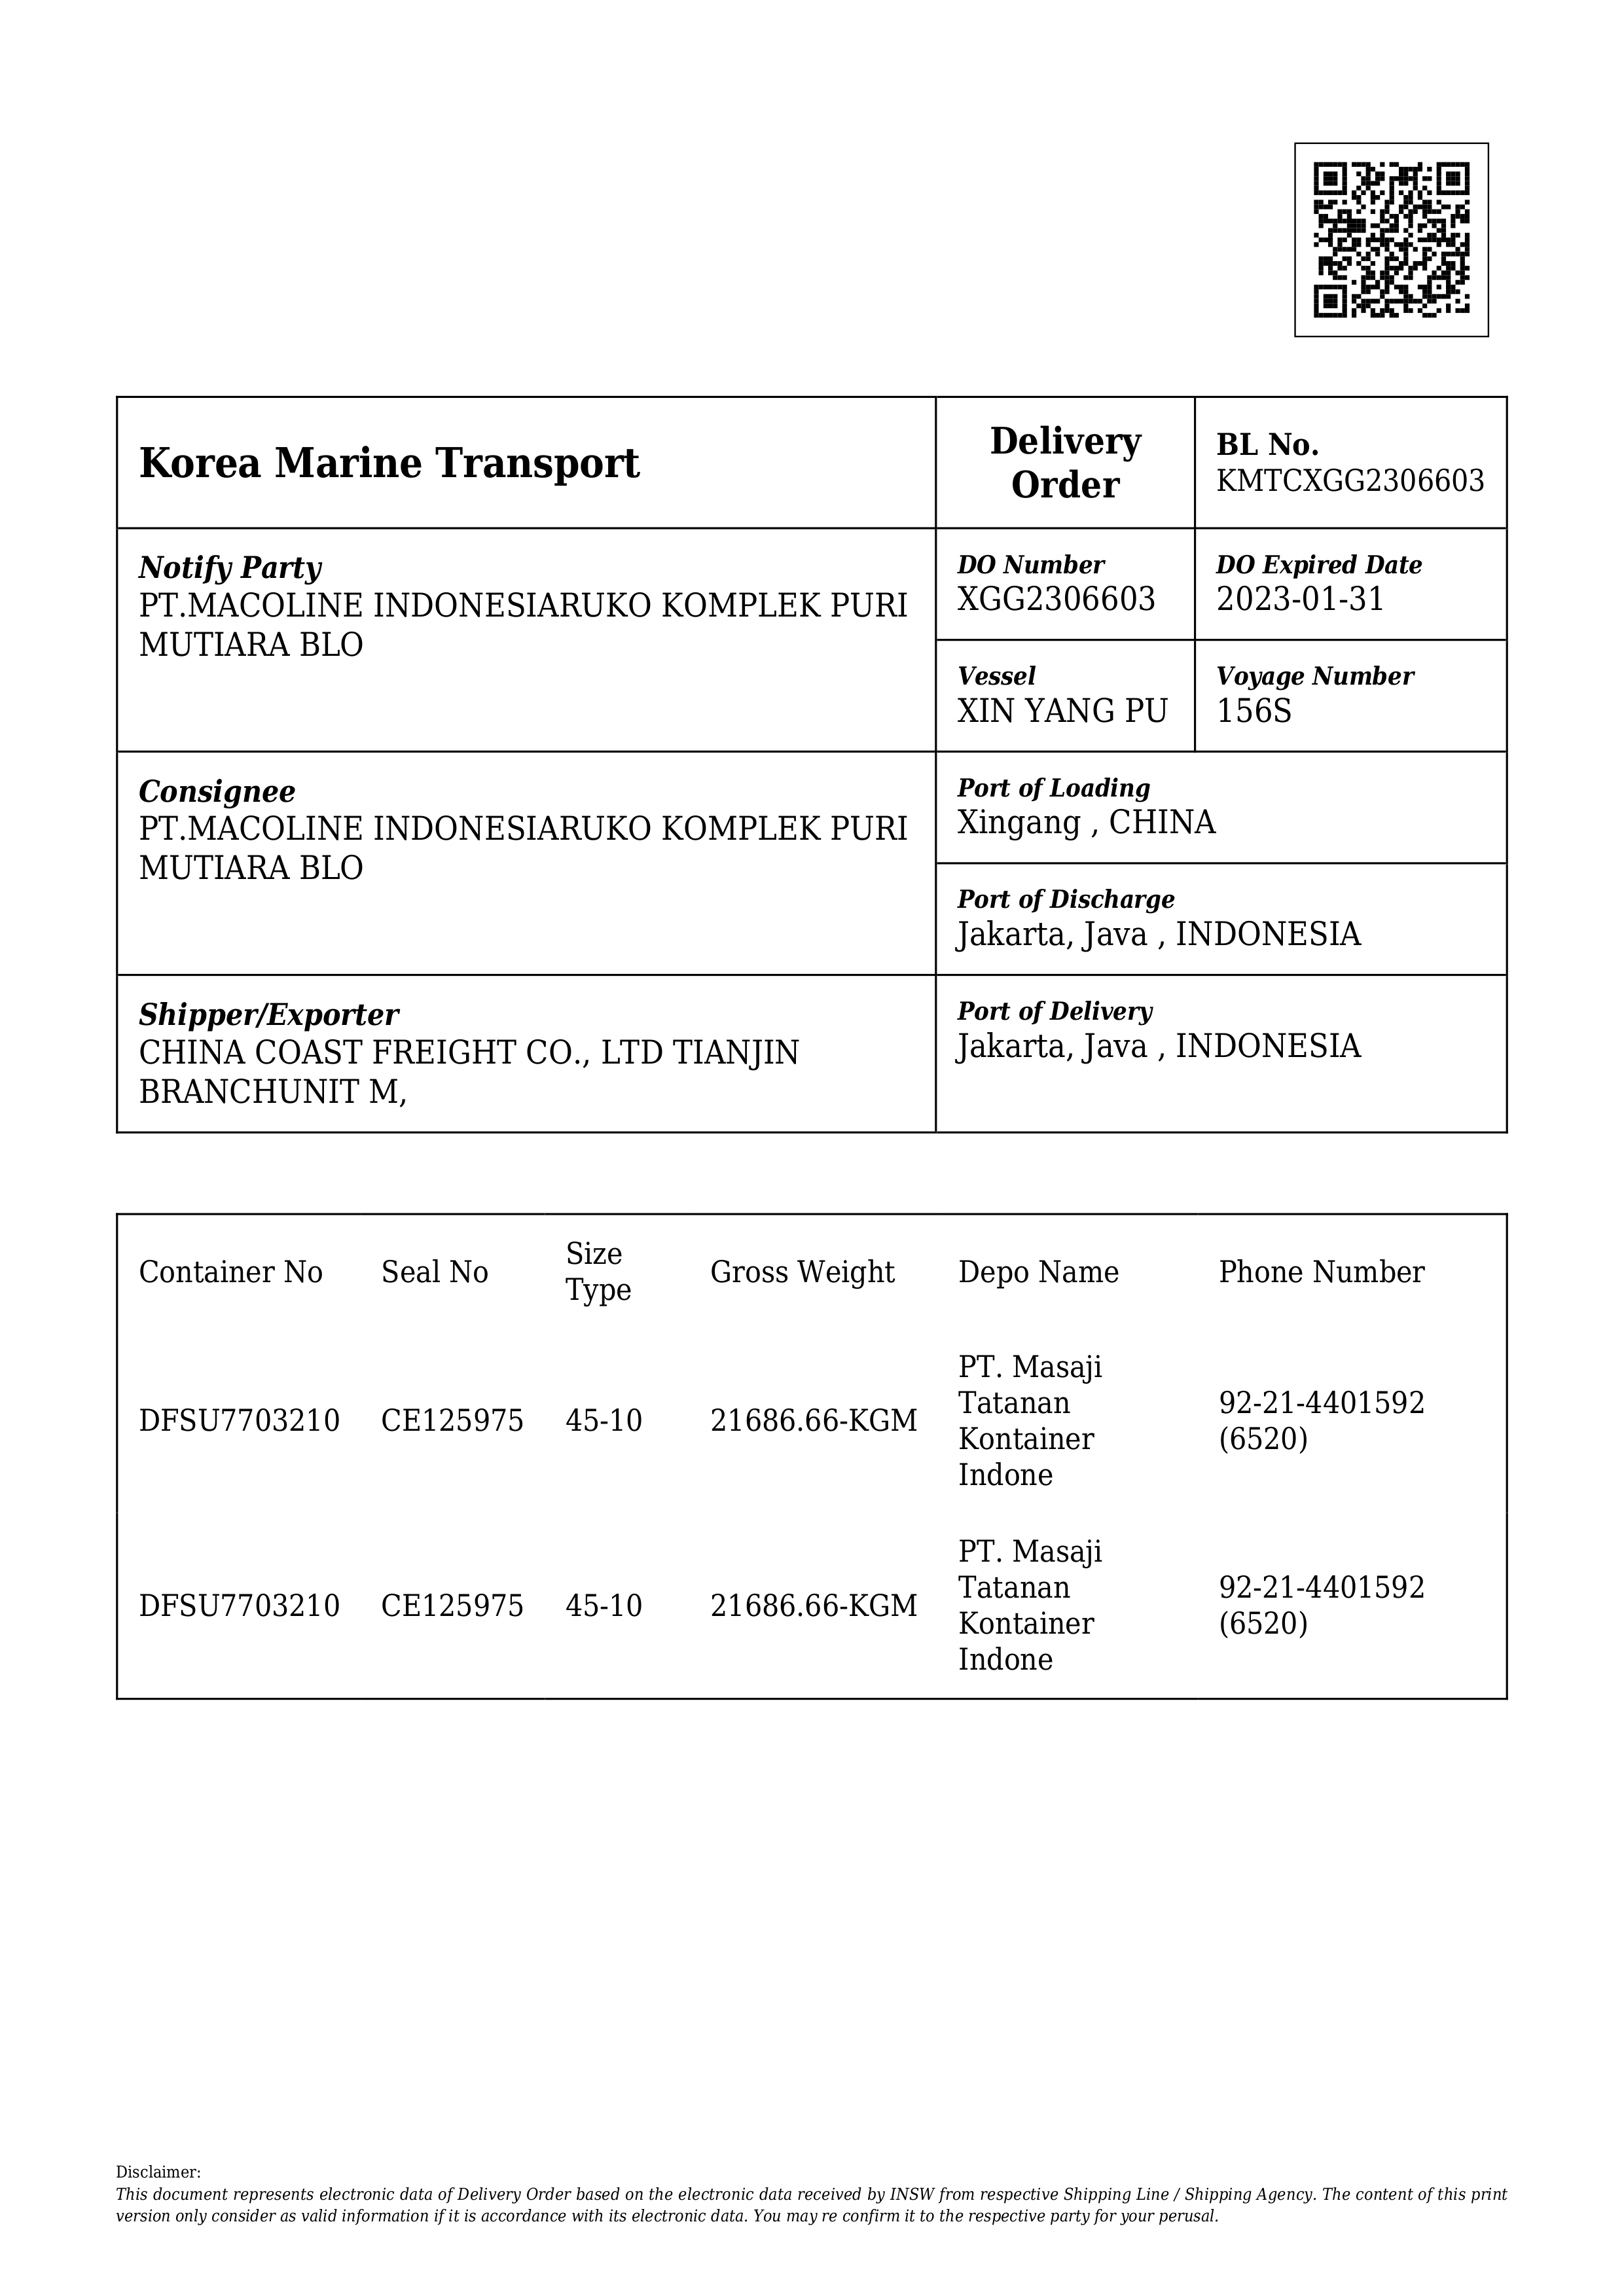 Korea Marine Transport
Delivery
Order
BL No.
KMTCXGG2306603
Notify Party
PT.MACOLINE INDONESIARUKO KOMPLEK PURI
MUTIARA BLO
DO Number
XGG2306603
DO Expired Date
2023-01-31
Vessel
XIN YANG PU
Voyage Number
156S
Consignee
PT.MACOLINE INDONESIARUKO KOMPLEK PURI
MUTIARA BLO
Port of Loading
Xingang , CHINA
Port of Discharge
Jakarta, Java , INDONESIA
Shipper/Exporter
CHINA COAST FREIGHT CO., LTD TIANJIN
BRANCHUNIT M,
Port of Delivery
Jakarta, Java , INDONESIA
Container No
Seal No
Size
Type
Gross Weight
Depo Name
Phone Number
DFSU7703210
CE125975
45-10
21686.66-KGM
PT. Masaji
Tatanan
Kontainer
Indone
92-21-4401592
(6520)
DFSU7703210
CE125975
45-10
21686.66-KGM
PT. Masaji
Tatanan
Kontainer
Indone
92-21-4401592
(6520)
Disclaimer:
This document represents electronic data of Delivery Order based on the electronic data received by INSW from respective Shipping Line / Shipping Agency. The content of this print
version only consider as valid information if it is accordance with its electronic data. You may re confirm it to the respective party for your perusal.